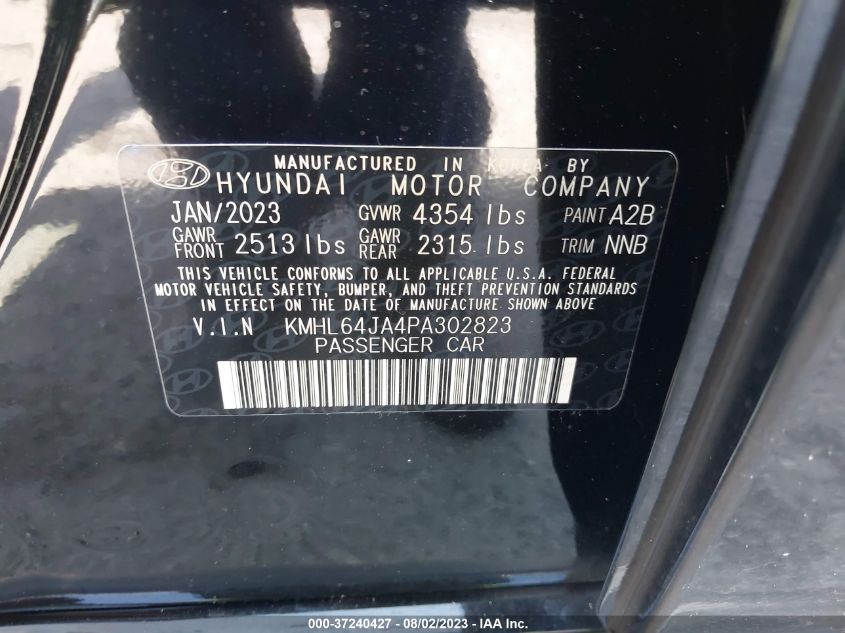 MANUFACTURED IN KOREA BY
HYUNDAI MOTOR COMPANY
JAN/2023 GVWR 4354 lbs PAINT A2B
GAWR FRONT 2513 lbs GAWR REAR 2315 lbs TRIM NNB
THIS VEHICLE CONFORMS TO ALL APPLICABLE U.S.A. FEDERAL
MOTOR VEHICLE SAFETY, BUMPER, AND THEFT PREVENTION STANDARDS
IN EFFECT ON THE DATE OF MANUFACTURE SHOWN ABOVE
V.I.N KMHL64JA4PA302823
PASSENGER CAR
000-37240427 - 08/02/2023 - © IAA Inc.